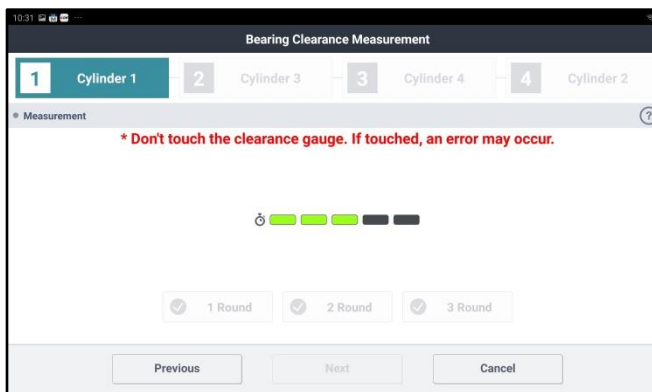 10:31
Bearing Clearance Measurement
1 Cylinder 1
2 Cylinder 3
3 Cylinder 4
4 Cylinder 2
Measurement
?
* Don't touch the clearance gauge. If touched, an error may occur.
1 Round
2 Round
3 Round
Previous
Next
Cancel